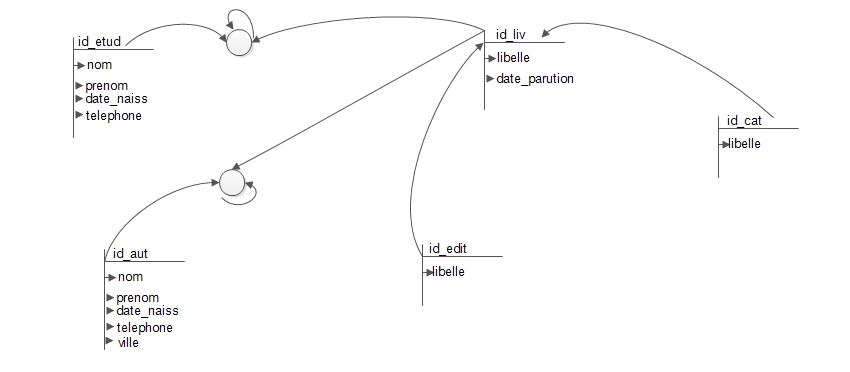 id_etud
nom
prenom
date_naiss
telephone
id_liv
libelle
date_parution
id_cat
libelle
id_aut
nom
prenom
date_naiss
telephone
ville
id_edit
libelle